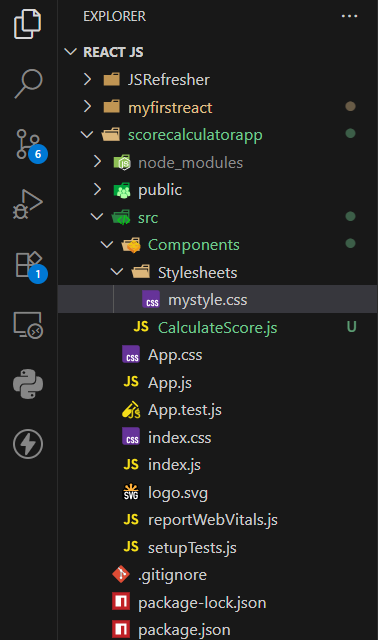 EXPLORER
REACT JS
JSRefresher
myfirstreact
scorecalculatorapp
6
node_modules
public
src
Components
1
Stylesheets
CSS mystyle.css
JS CalculateScore.js U
CSS App.css
JS App.js
App.test.js
CSS index.css
JS index.js
SVG logo.svg
JS reportWebVitals.js
JS setupTests.js
.gitignore
package-lock.json
package.json